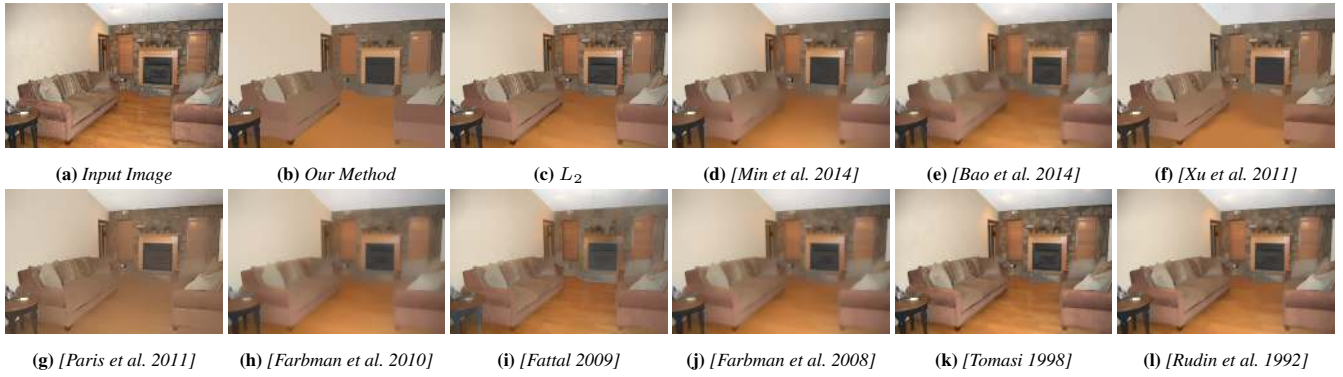 (a) Input Image (b) Our Method (c) L2 (d) [Min et al. 2014] (e) [Bao et al. 2014] (f) [Xu et al. 2011]
(g) [Paris et al. 2011] (h) [Farbman et al. 2010] (i) [Fattal 2009] (j) [Farbman et al. 2008] (k) [Tomasi 1998] (l) [Rudin et al. 1992]